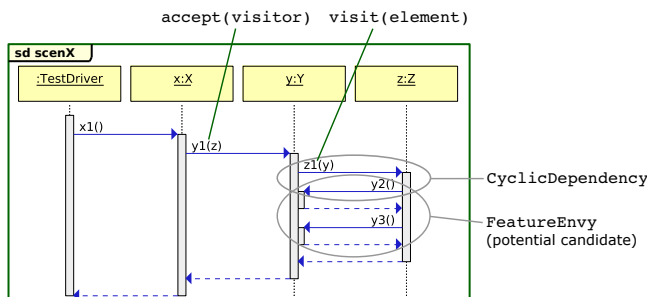 accept(visitor) visit(element)
sd scenX
:TestDriver x:X y:Y z:Z
x1()
y1(z)
z1(y)
y2()
CyclicDependency
y3()
FeatureEnvy
(potential candidate)